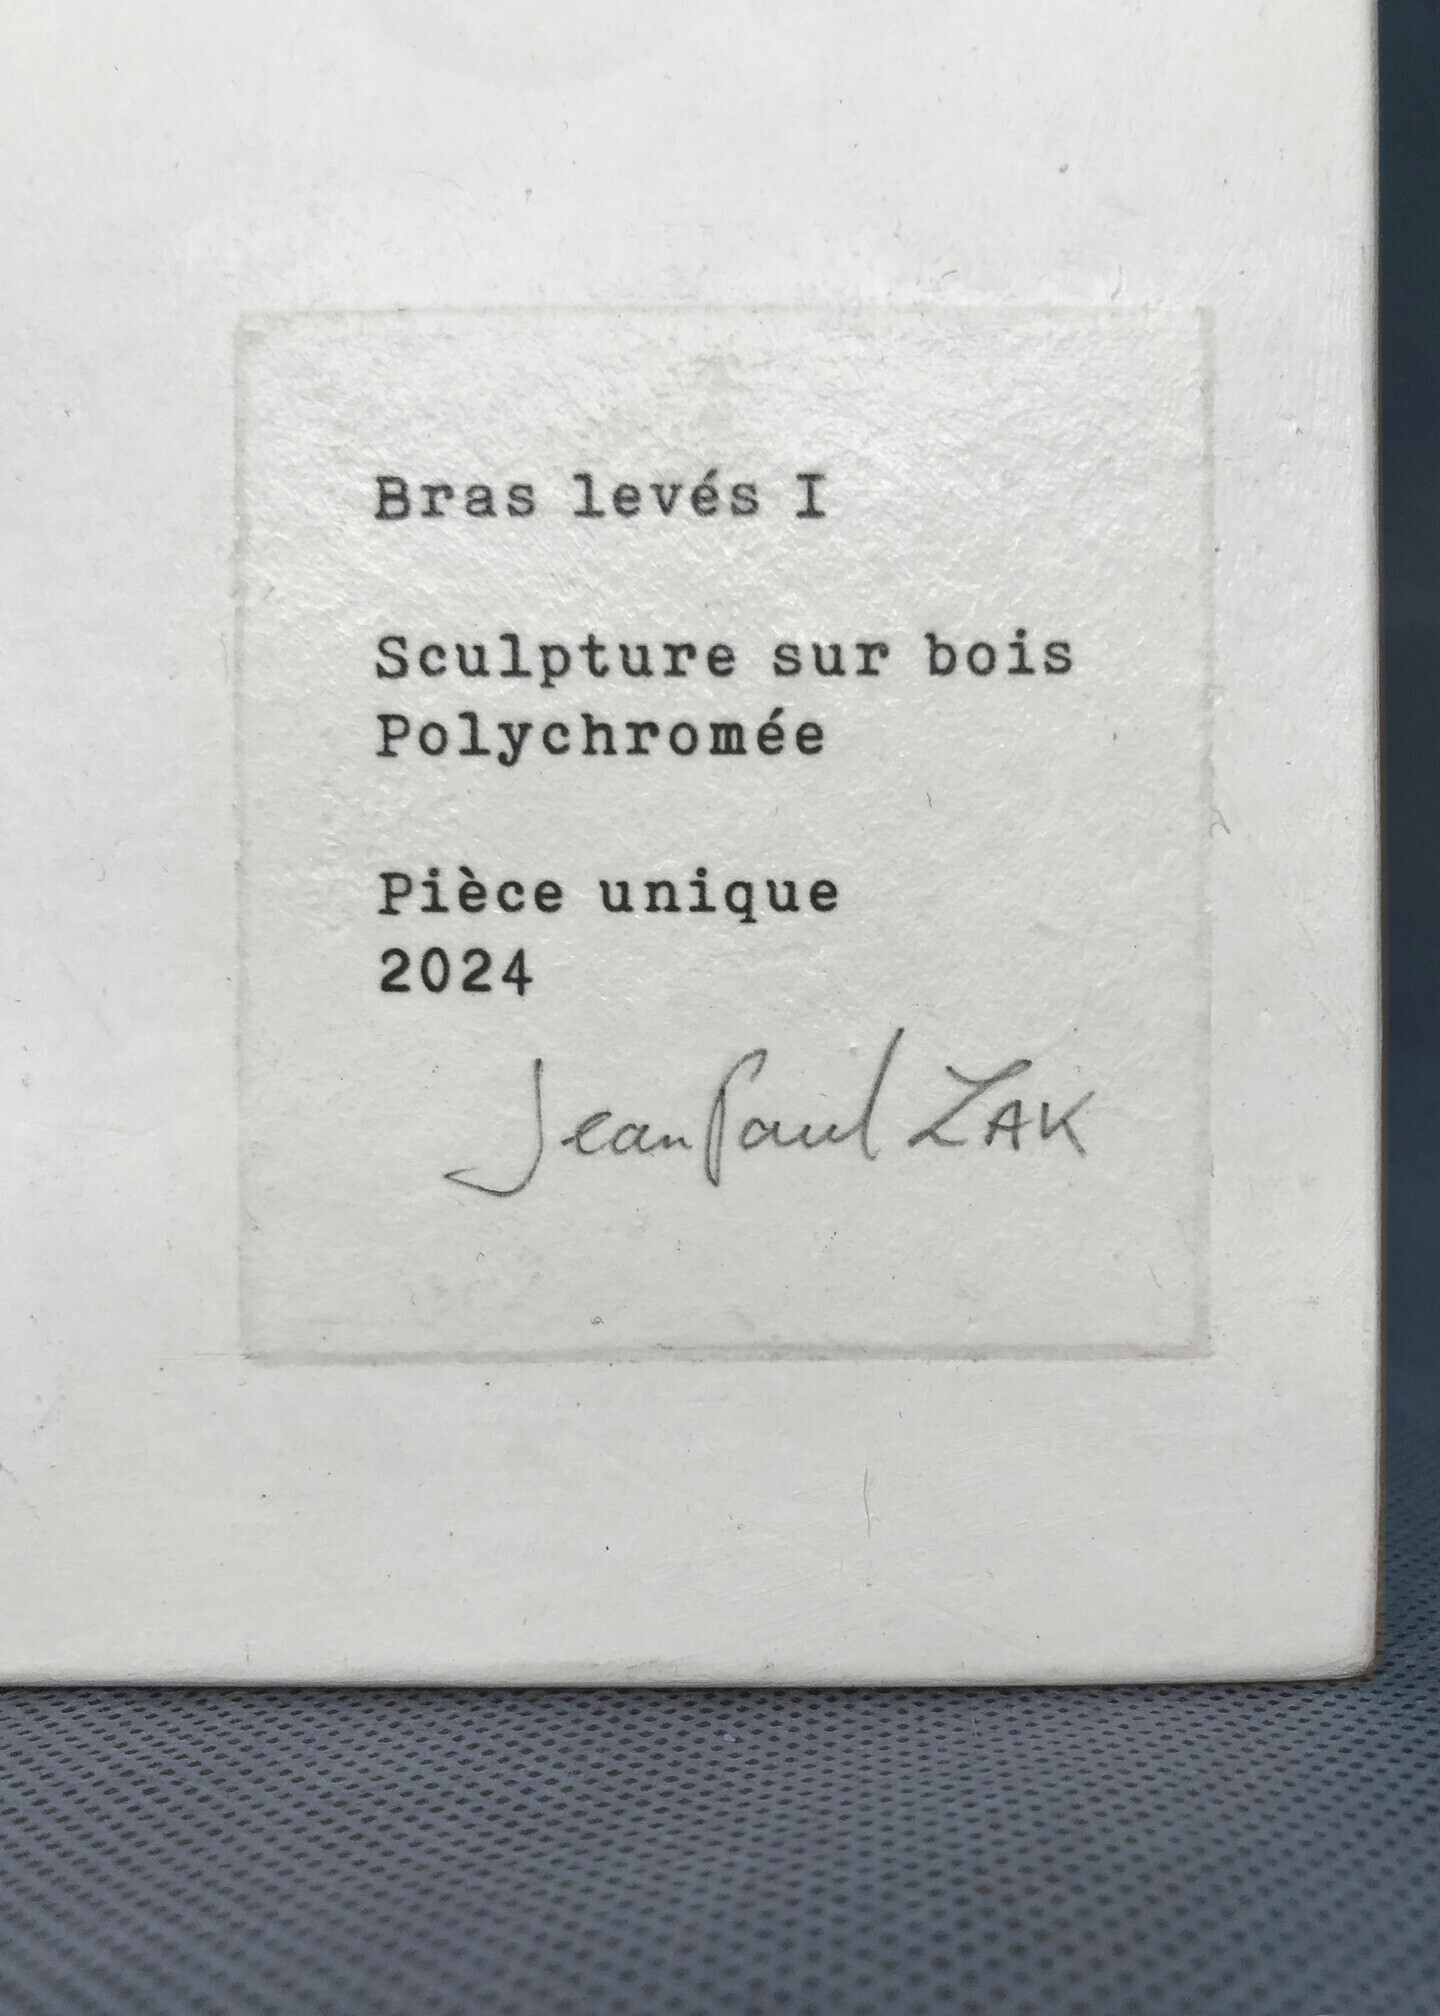 Bras levés I
Sculpture sur bois
Polychromée
Pièce unique
2024
Jean Paul ZAK